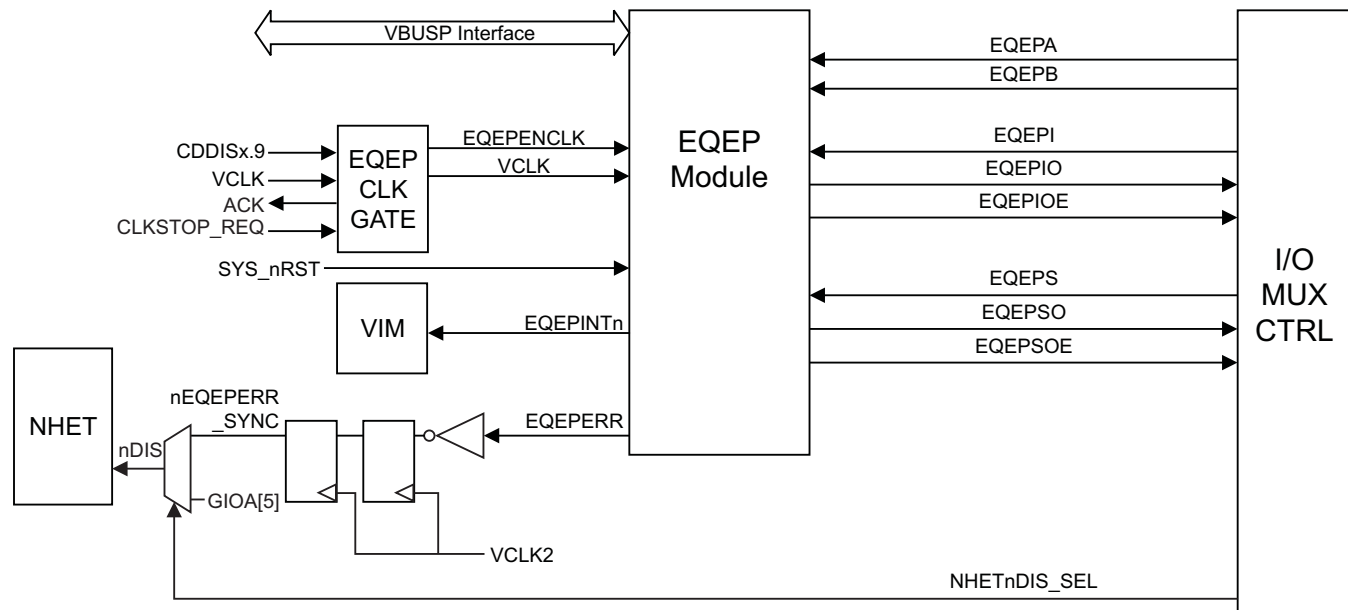 VBUSP Interface
EQEPA
EQEPB
EQEPENCLK
EQEPI
CDDISx.9
EQEP
CLK
GATE
EQEP
Module
VCLK
VCLK
EQEPIO
ACK
EQEPIOE
CLKSTOP_REQ
SYS_nRST
I/O
MUX
CTRL
EQEPS
VIM
EQEPINTn
EQEPSO
EQEPSOE
nEQEPERR
_SYNC
EQEPERR
NHET
nDIS
GIOA[5]
VCLK2
NHETnDIS_SEL